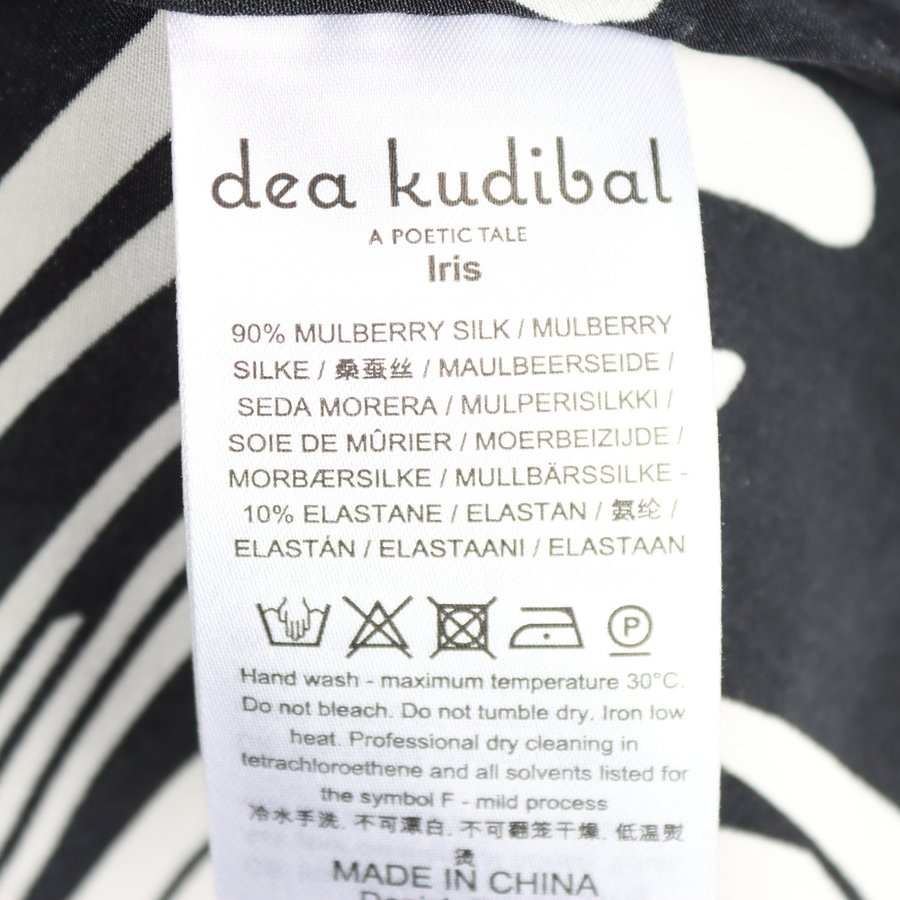 dea kudibal
A POETIC TALE
Iris
90% MULBERRY SILK / MULBERRY
SILKE / 桑蚕丝 / MAULBEERSEIDE /
SEDA MORERA / MULPERISILKKI /
SOIE DE MÛRIER / MOERBEIZIJDE /
MORBÆRSILKE / MULLBÄRSSILKE -
10% ELASTANE / ELASTAN / 氨纶 /
ELASTÁN / ELASTAANI / ELASTAAN
P
Hand wash - maximum temperature 30°C.
Do not bleach. Do not tumble dry. Iron low
heat. Professional dry cleaning in
tetrachloroethene and all solvents listed for
the symbol F - mild process
冷水手洗. 不可漂白. 不可翻笼干燥. 低温熨
烫
MADE IN CHINA